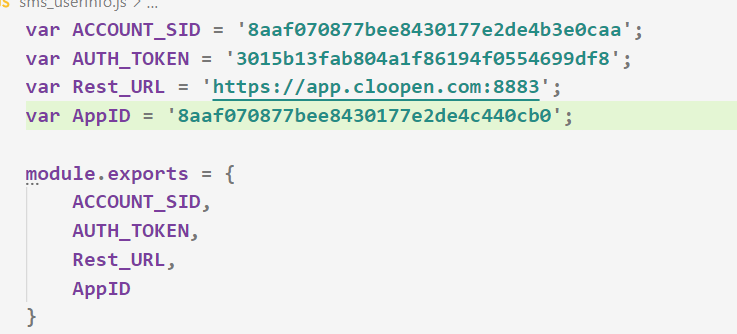 sms_userinfo.js > ...
var ACCOUNT_SID = '8aaf070877bee8430177e2de4b3e0caa';
var AUTH_TOKEN = '3015b13fab804a1f86194f0554699df8';
var Rest_URL = 'https://app.cloopen.com:8883';
var AppID = '8aaf070877bee8430177e2de4c440cb0';
module.exports = {
ACCOUNT_SID,
AUTH_TOKEN,
Rest_URL,
AppID
}